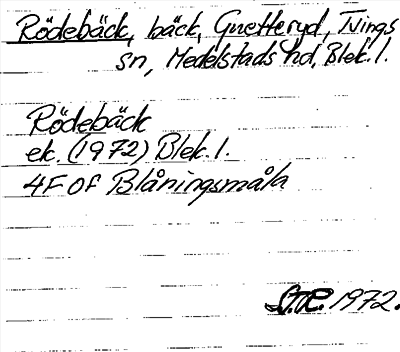 Rödebäck, bäck, Gnetteryd, Tvings
sn, Medelstads hd, Blek. l.
Rödebäck
ek. (1972) Blek. l.
4F 0f Blåningsmåla
1972.